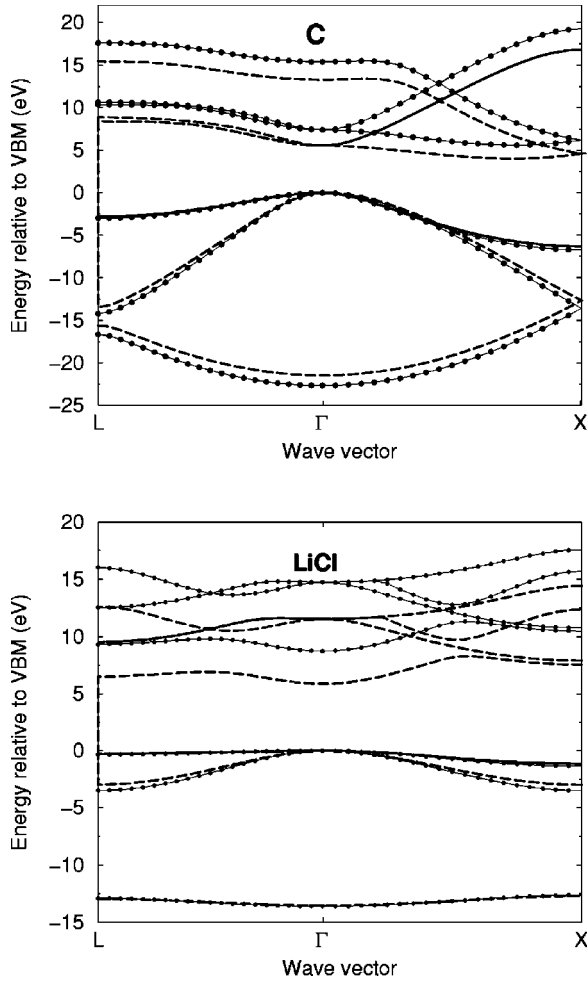 C
Energy relative to VBM (eV)
20
15
10
5
0
−5
−10
−15
−20
−25
L
Γ
X
Wave vector
LiCl
Energy relative to VBM (eV)
20
15
10
5
0
−5
−10
−15
L
Γ
X
Wave vector